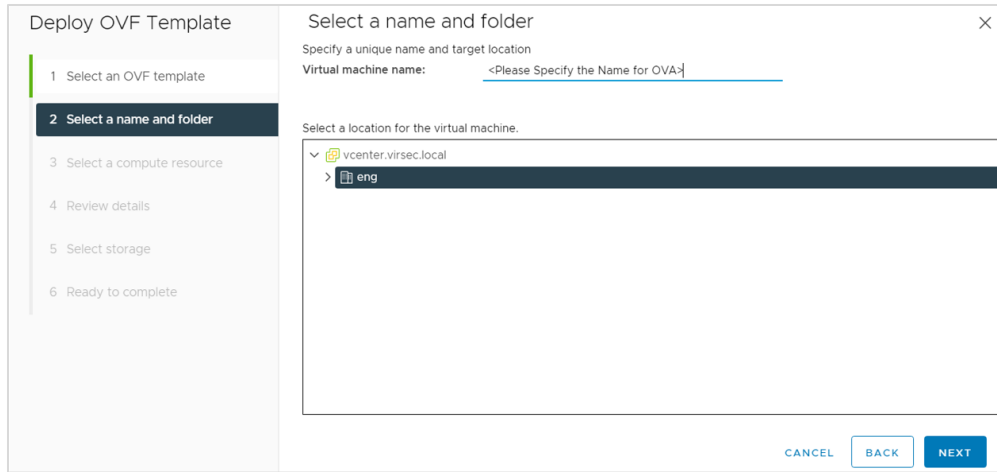 Deploy OVF Template
1 Select an OVF template
2 Select a name and folder
3 Select a compute resource
4 Review details
5 Select storage
6 Ready to complete
Select a name and folder
Specify a unique name and target location
Virtual machine name: <Please Specify the Name for OVA>
Select a location for the virtual machine.
vcenter.virsec.local
eng
CANCEL BACK NEXT